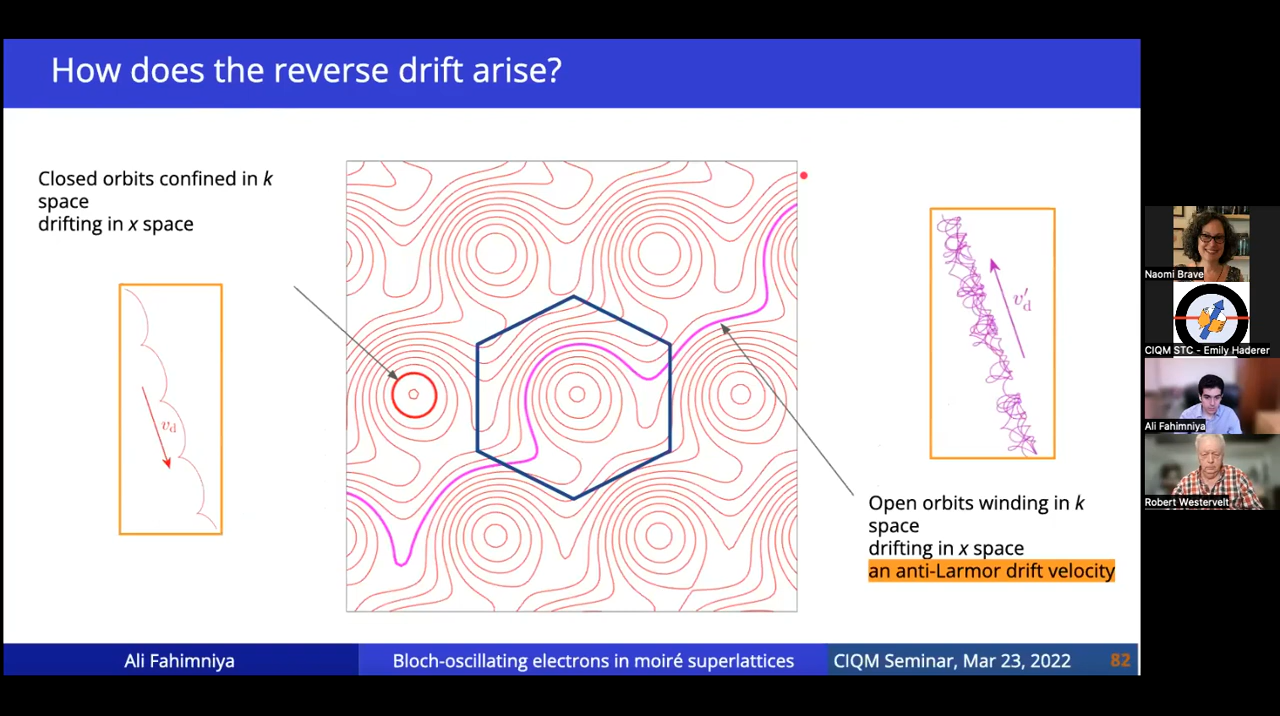 How does the reverse drift arise?
Closed orbits confined in k
space
drifting in x space
vd
v′d
Open orbits winding in k
space
drifting in x space
an anti-Larmor drift velocity
Ali Fahimniya
Bloch-oscillating electrons in moiré superlattices
CIQM Seminar, Mar 23, 2022
82
Naomi Brave
CIQM STC - Emily Haderer
Ali Fahimniya
Robert Westervelt